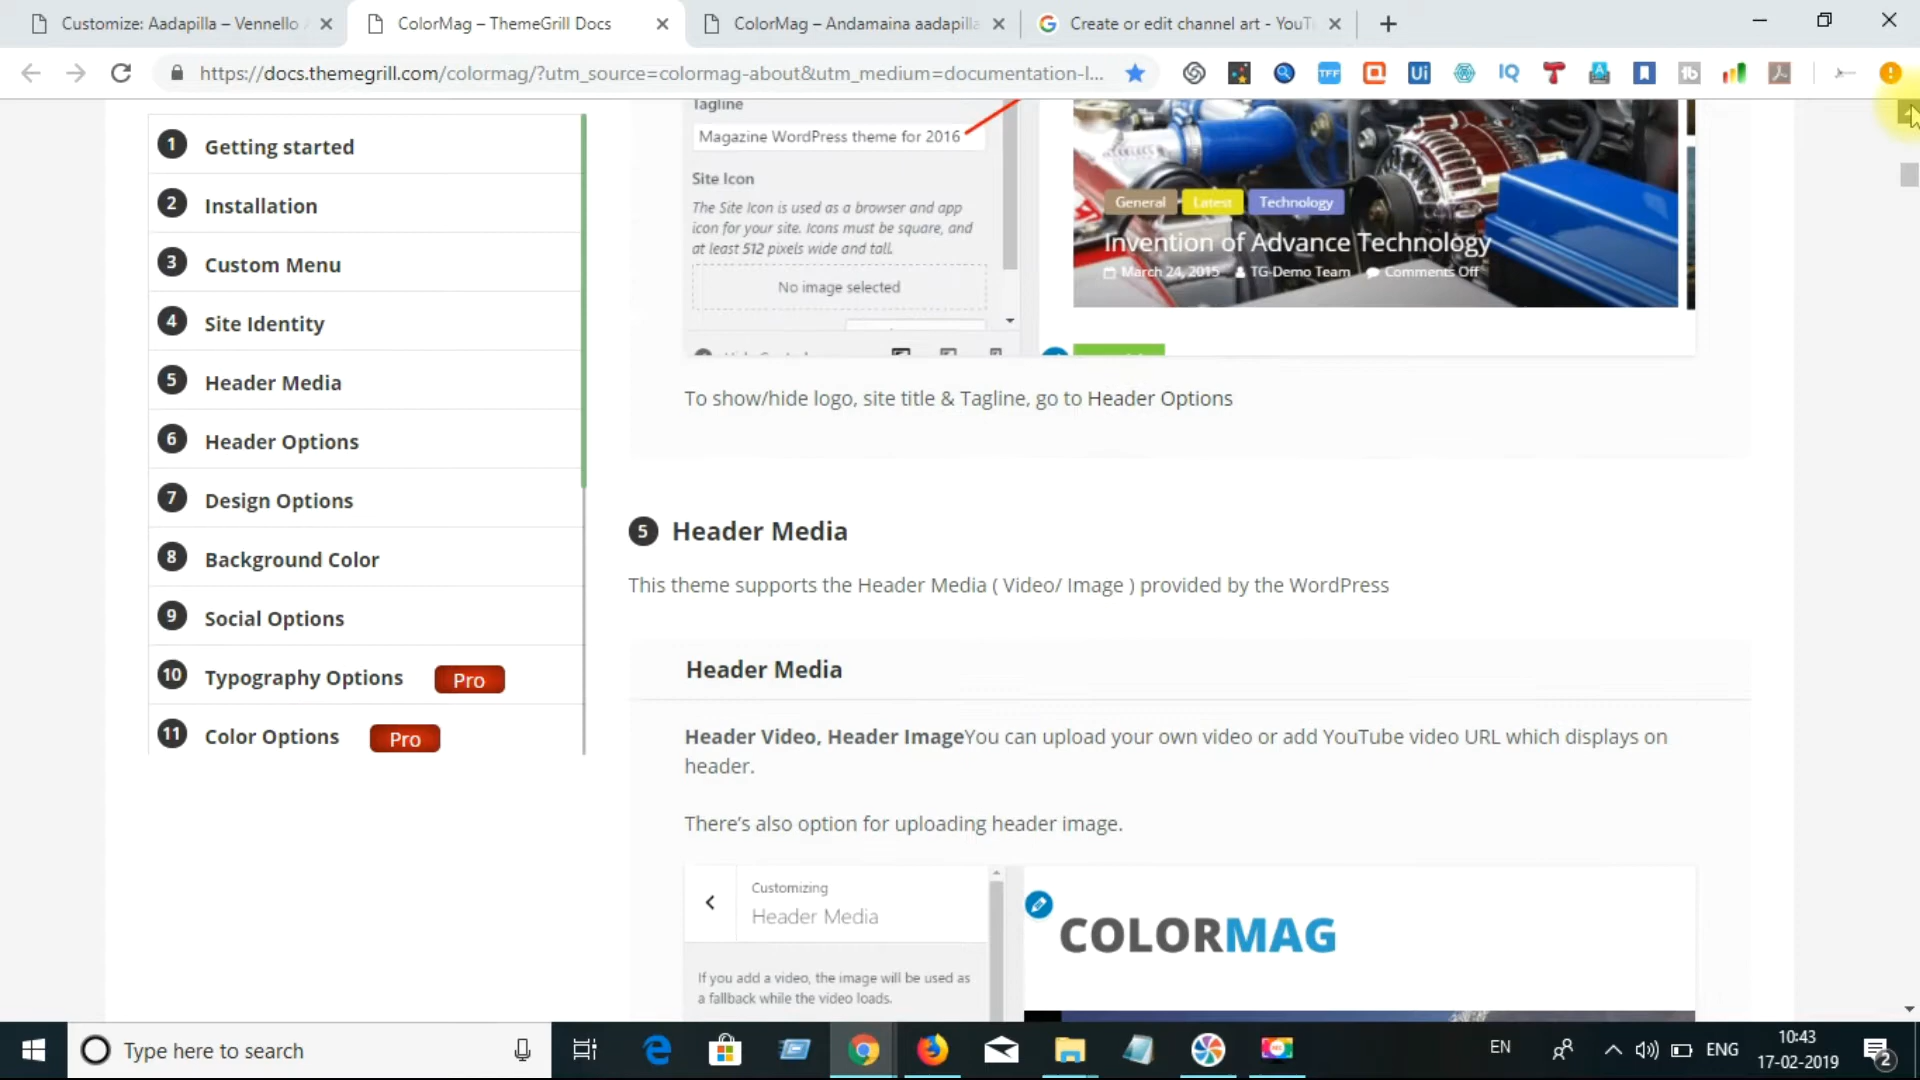 Customize: Aadapilla – Vennello
ColorMag – ThemeGrill Docs
ColorMag – Andamaina aadapilla
Create or edit channel art - YouT
https://docs.themegrill.com/colormag/?utm_source=colormag-about&utm_medium=documentation-l...
1 Getting started
2 Installation
3 Custom Menu
4 Site Identity
5 Header Media
6 Header Options
7 Design Options
8 Background Color
9 Social Options
10 Typography Options Pro
11 Color Options Pro
Tagline
Magazine WordPress theme for 2016
Site Icon
The Site Icon is used as a browser and app
icon for your site. Icons must be square, and
at least 512 pixels wide and tall.
No image selected
General Latest Technology
Invention of Advance Technology
March 24, 2015 TG-Demo Team Comments Off
To show/hide logo, site title & Tagline, go to Header Options
5 Header Media
This theme supports the Header Media ( Video/ Image ) provided by the WordPress
Header Media
Header Video, Header ImageYou can upload your own video or add YouTube video URL which displays on
header.
There's also option for uploading header image.
Customizing
Header Media
If you add a video, the image will be used as
a fallback while the video loads.
COLORMAG
Type here to search
EN
ENG
10:43
17-02-2019
2